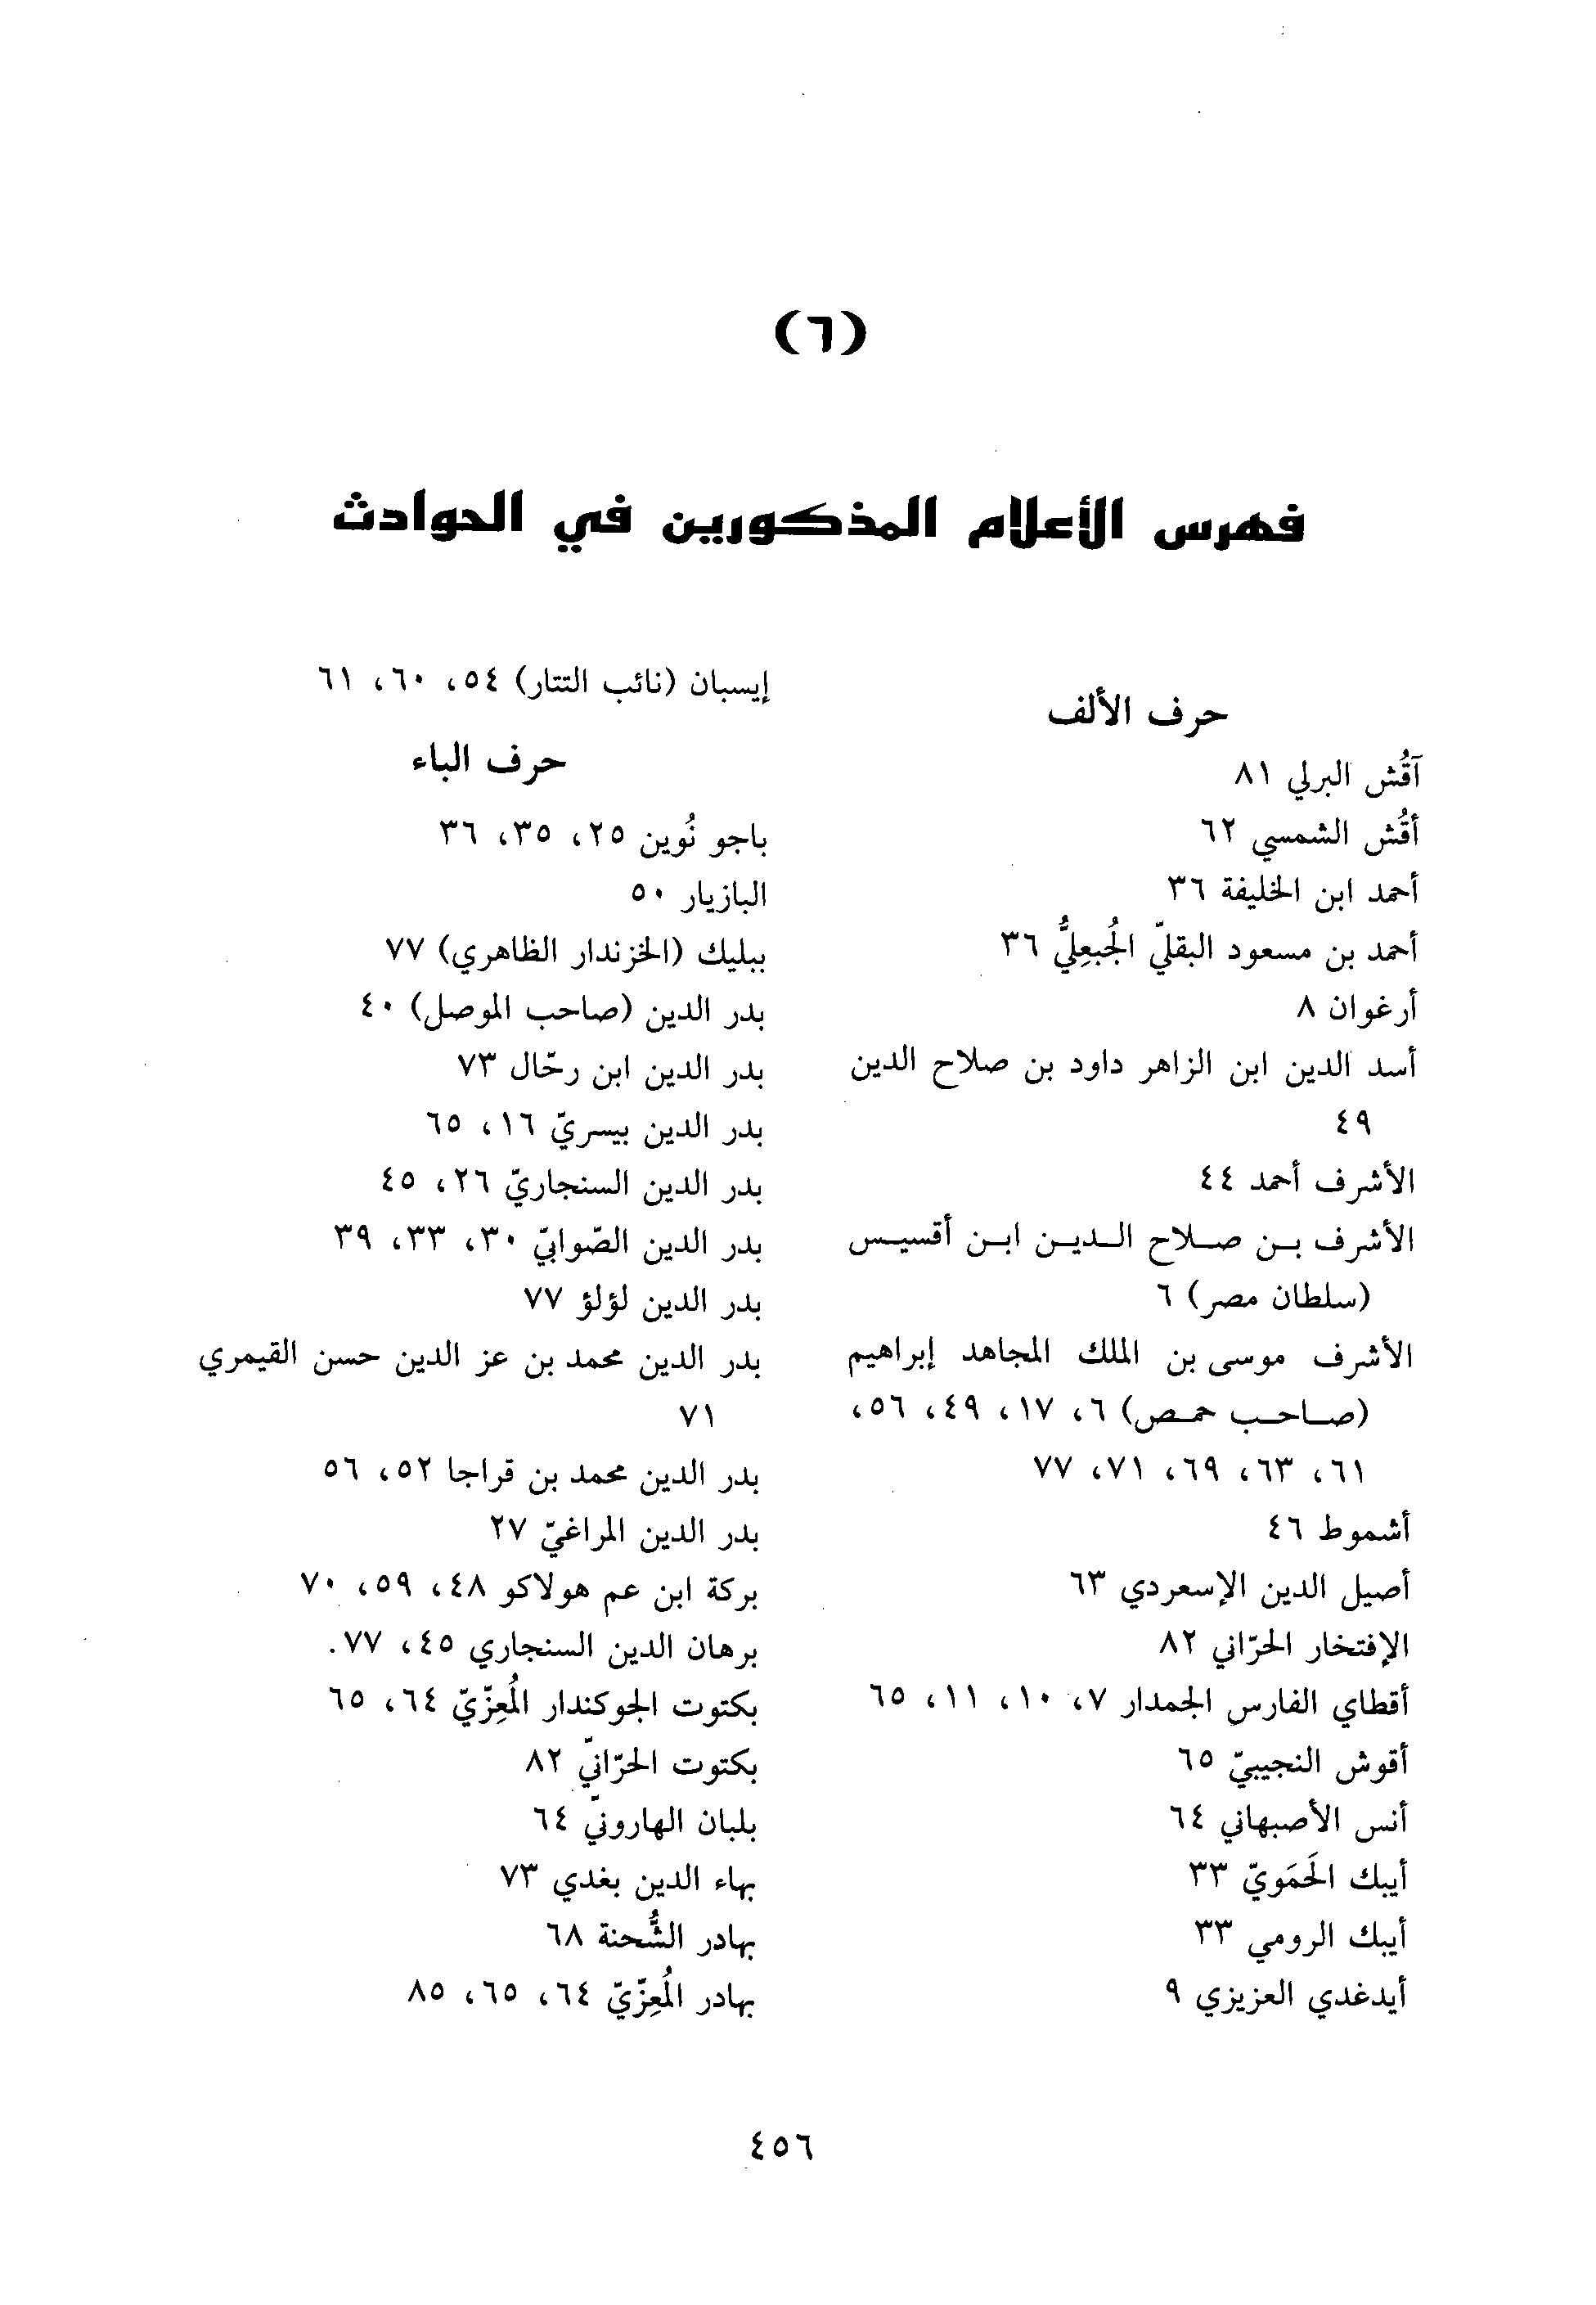 (٦)
فهرس الأعلام المذكورين في الحوادث
حرف الألف
آقُش البرلي ٨١
أقُش الشمسي ٦٢
أحمد ابن الخليفة ٣٦
أحمد بن مسعود البقليّ الجُبعِليُّ ٣٦
أرغوان ٨
أسد الدين ابن الزاهر داود بن صلاح الدين
٤٩
الأشرف أحمد ٤٤
الأشرف بن صلاح الدين ابن أقسيس
(سلطان مصر) ٦
الأشرف موسى بن الملك المجاهد إبراهيم
(صاحب حمص) ٦، ١٧، ٤٩، ٥٦،
٦١، ٦٣، ٦٩، ٧١، ٧٧
أشموط ٤٦
أصيل الدين الإسعردي ٦٣
الإفتخار الحرّاني ٨٢
أقطاي الفارس الجمدار ٧، ١٠، ١١، ٦٥
أقوش النجيبيّ ٦٥
أنس الأصبهاني ٦٤
أيبك الحَمَويّ ٣٣
أيبك الرومي ٣٣
أيدغدي العزيزي ٩
إيسبان (نائب التتار) ٥٤، ٦٠، ٦١
حرف الباء
باجو نُوين ٢٥، ٣٥، ٣٦
البازيار ٥٠
ببليك (الخزندار الظاهري) ٧٧
بدر الدين (صاحب الموصل) ٤٠
بدر الدين ابن رحّال ٧٣
بدر الدين بيسريّ ١٦، ٦٥
بدر الدين السنجاريّ ٢٦، ٤٥
بدر الدين الصّوابيّ ٣٠، ٣٣، ٣٩
بدر الدين لؤلؤ ٧٧
بدر الدين محمد بن عز الدين حسن القيمري
٧١
بدر الدين محمد بن قراجا ٥٢، ٥٦
بدر الدين المراغيّ ٢٧
بركة ابن عم هولاكو ٤٨، ٥٩، ٧٠
برهان الدين السنجاري ٤٥، ٧٧.
بكتوت الجوكندار المُعِزّيّ ٦٤، ٦٥
بكتوت الحرّانيّ ٨٢
بلبان الهارونيّ ٦٤
بهاء الدين بغدي ٧٣
بهادر الشُّحنة ٦٨
بهادر المُعِزّيّ ٦٤، ٦٥، ٨٥
٤٥٦